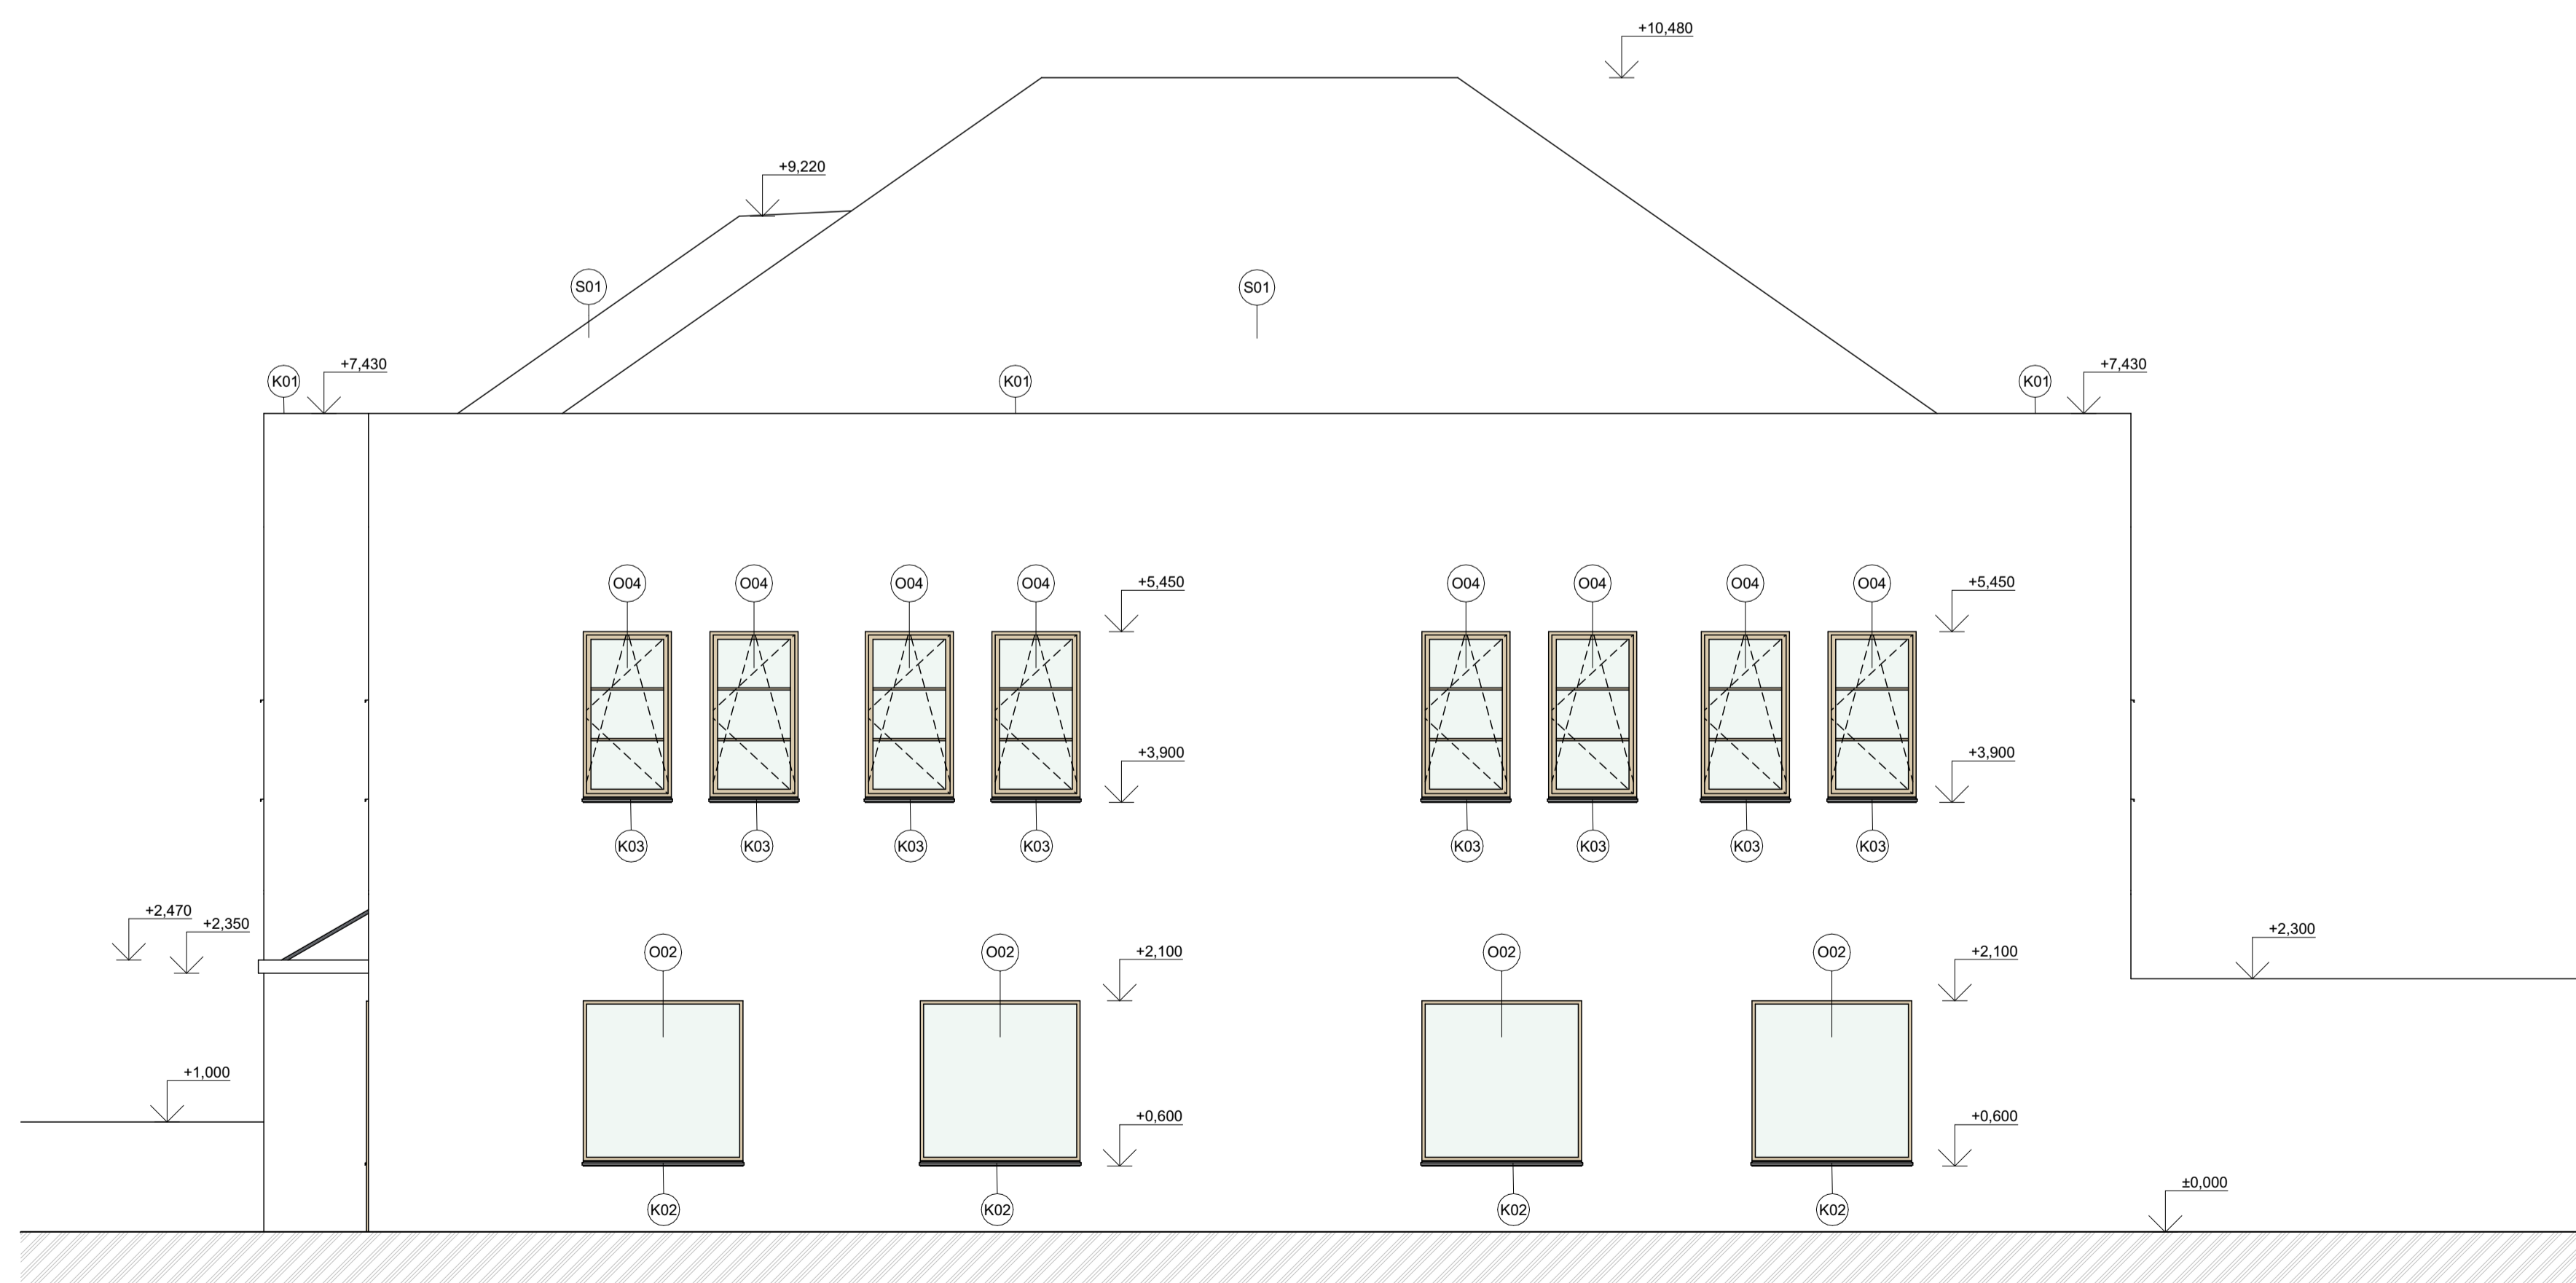 +10,480
+9,220
S01 S01
K01 +7,430 K01 K01 +7,430
O04 O04 O04 O04 +5,450 O04 O04 O04 O04 +5,450
+3,900 +3,900
K03 K03 K03 K03 K03 K03 K03 K03
+2,470 +2,350 +2,300
O02 O02 +2,100 O02 O02 +2,100
+1,000
+0,600 +0,600
±0,000
K02 K02 K02 K02